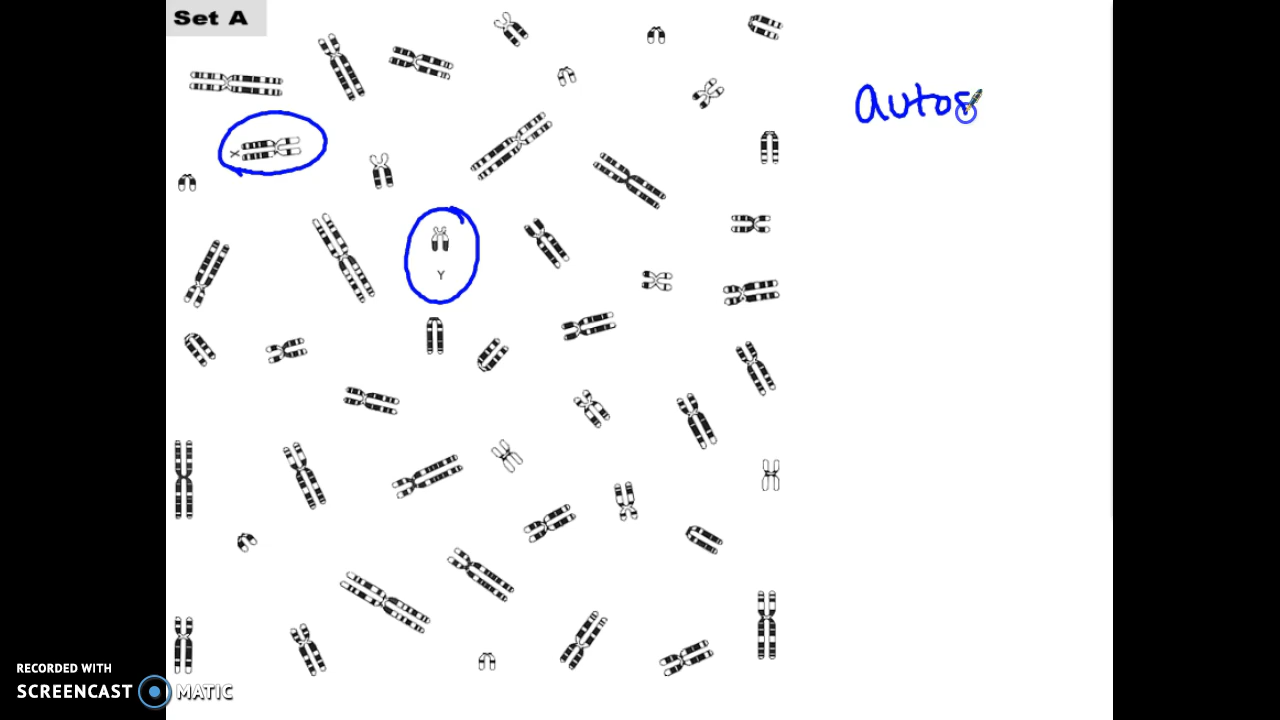 Set A
autos
X
Y
RECORDED WITH
SCREENCAST MATIC